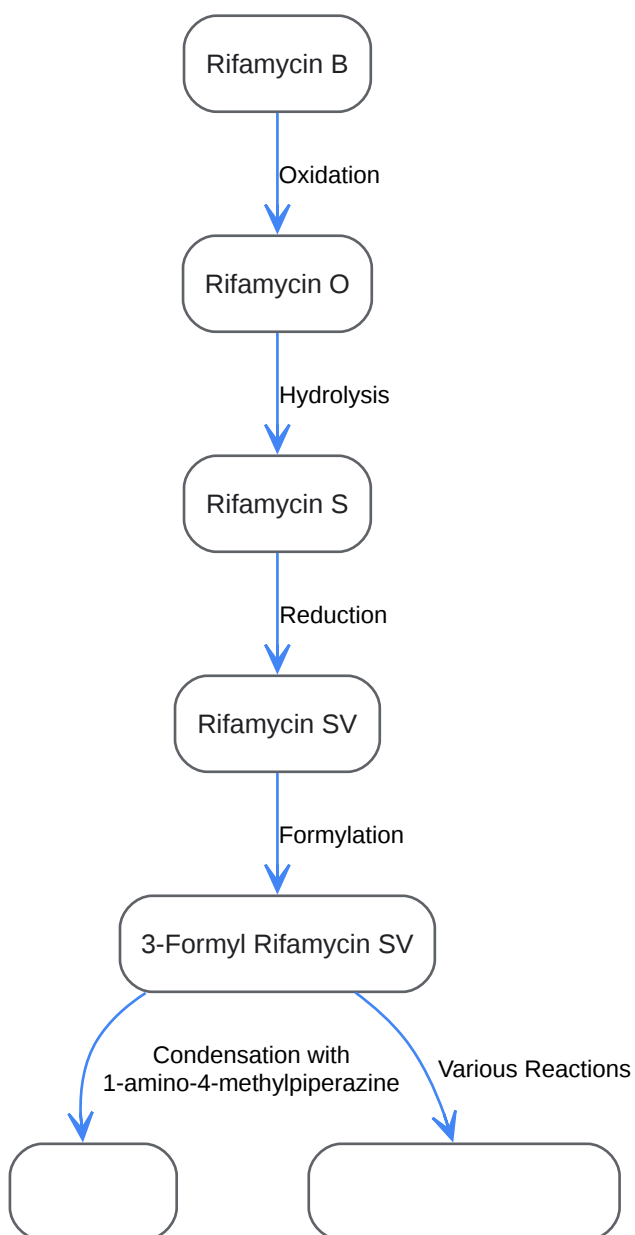 Rifamycin B
Oxidation
Rifamycin O
Hydrolysis
Rifamycin S
Reduction
Rifamycin SV
Formylation
3-Formyl Rifamycin SV
Condensation with
1-amino-4-methylpiperazine
Various Reactions